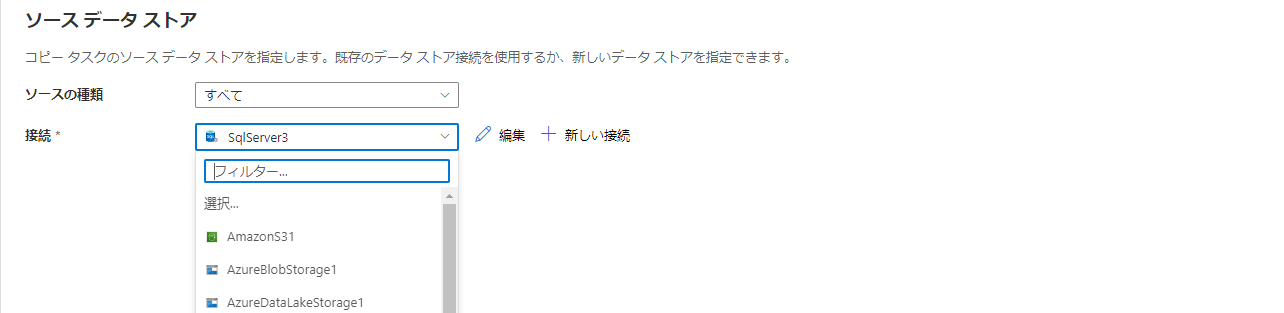 ソース データ ストア
コピー タスクのソース データ ストアを指定します。既存のデータ ストア接続を使用するか、新しいデータ ストアを指定できます。
ソースの種類 すべて
接続 * SqlServer3 編集 新しい接続
フィルター...
選択...
AmazonS31
AzureBlobStorage1
AzureDataLakeStorage1